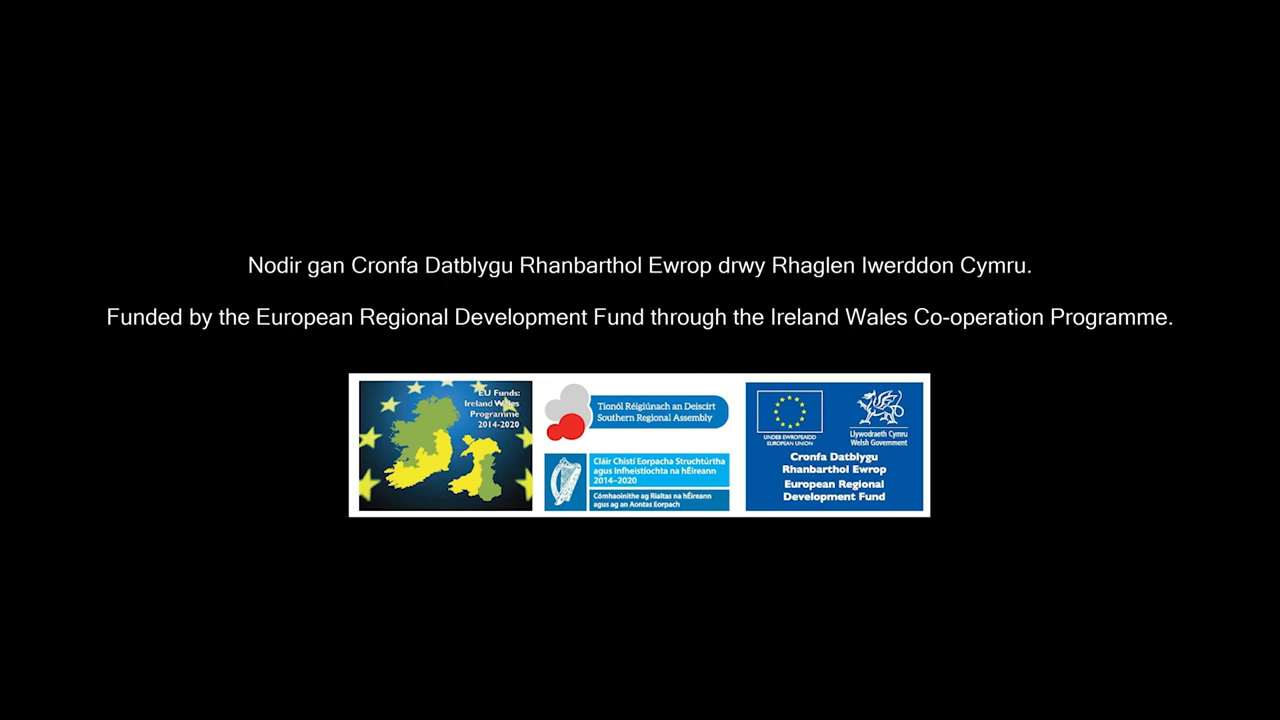 Nodir gan Cronfa Datblygu Rhanbarthol Ewrop drwy Rhaglen Iwerddon Cymru.
Funded by the European Regional Development Fund through the Ireland Wales Co-operation Programme.
EU Funds:
Ireland Wales
Programme
2014-2020
Tionól Réigiúnach an Deiscirt
Southern Regional Assembly
Cláir Chistí Eorpacha Struchtúrtha
agus Infheistíochta na hÉireann
2014–2020
Cómhaoinithe ag Rialtas na hÉireann
agus ag an Aontas Eorpach
UNDEB EWROPEAIDD
EUROPEAN UNION
Llywodraeth Cymru
Welsh Government
Cronfa Datblygu
Rhanbarthol Ewrop
European Regional
Development Fund